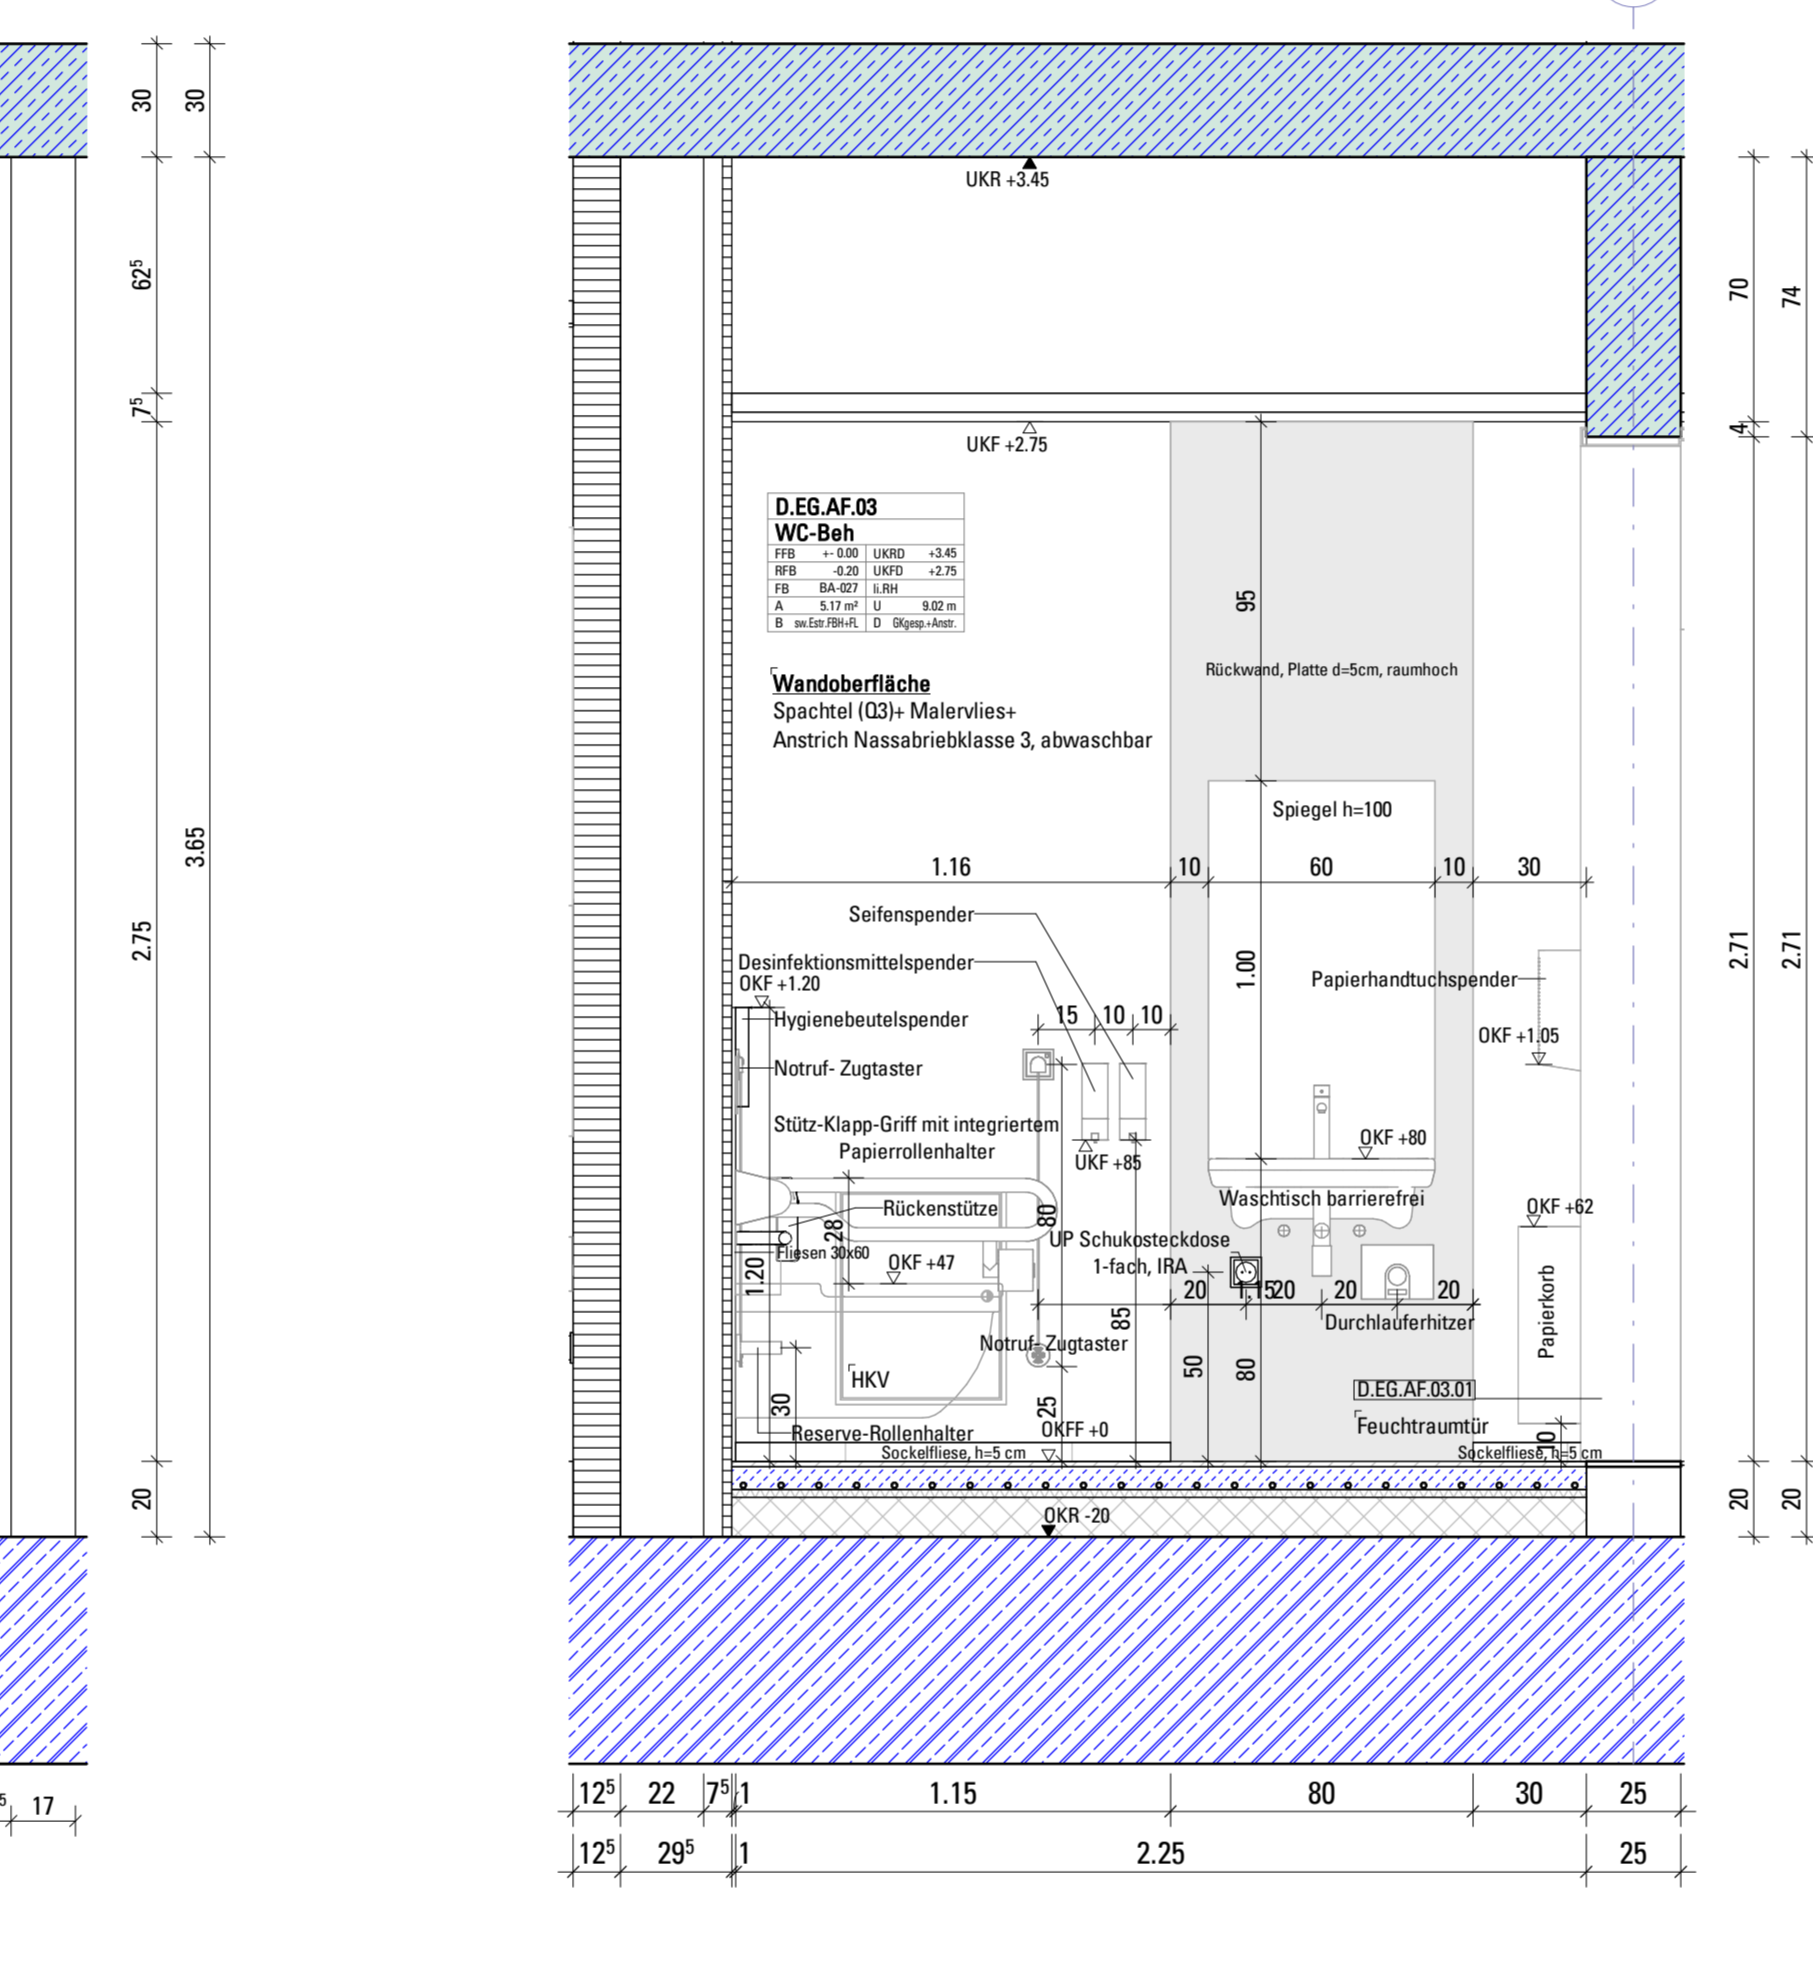 30
30
62⁵
7⁵
3.65
2.75
20
5
17
UKR +3.45
UKF +2.75
70
74
4
2.71
2.71
20
20
D.EG.AF.03
WC-Beh
FFB +- 0.00 UKRD +3.45
RFB -0.20 UKFD +2.75
FB BA-027 li.RH
A 5.17 m² U 9.02 m
B sw.Estr.FBH+FL D GKgesp.+Anstr.
95
Rückwand, Platte d=5cm, raumhoch
Wandoberfläche
Spachtel (Q3)+ Malervlies+
Anstrich Nassabriebklasse 3, abwaschbar
Spiegel h=100
1.16 10 60 10 30
Seifenspender
Desinfektionsmittelspender
OKF +1.20
1.00
Papierhandtuchspender
Hygienebeutelspender
15 10 10
OKF +1.05
Notruf- Zugtaster
Stütz-Klapp-Griff mit integriertem
Papierrollenhalter
UKF +85
OKF +80
Waschtisch barrierefrei
OKF +62
Rückenstütze
28
80
UP Schukosteckdose
1-fach, IRA
Fliesen 30x60
OKF +47
1.20
20 1.15 20 20 20
85
Durchlauferhitzer
Papierkorb
Notruf- Zugtaster
50
80
HKV
30
25
D.EG.AF.03.01
Feuchtraumtür
10
Reserve-Rollenhalter
OKFF +0
Sockelfliese, h=5 cm
Sockelfliese, h=5 cm
OKR -20
12⁵ 22 7⁵ 1 1.15 80 30 25
12⁵ 29⁵ 1 2.25 25